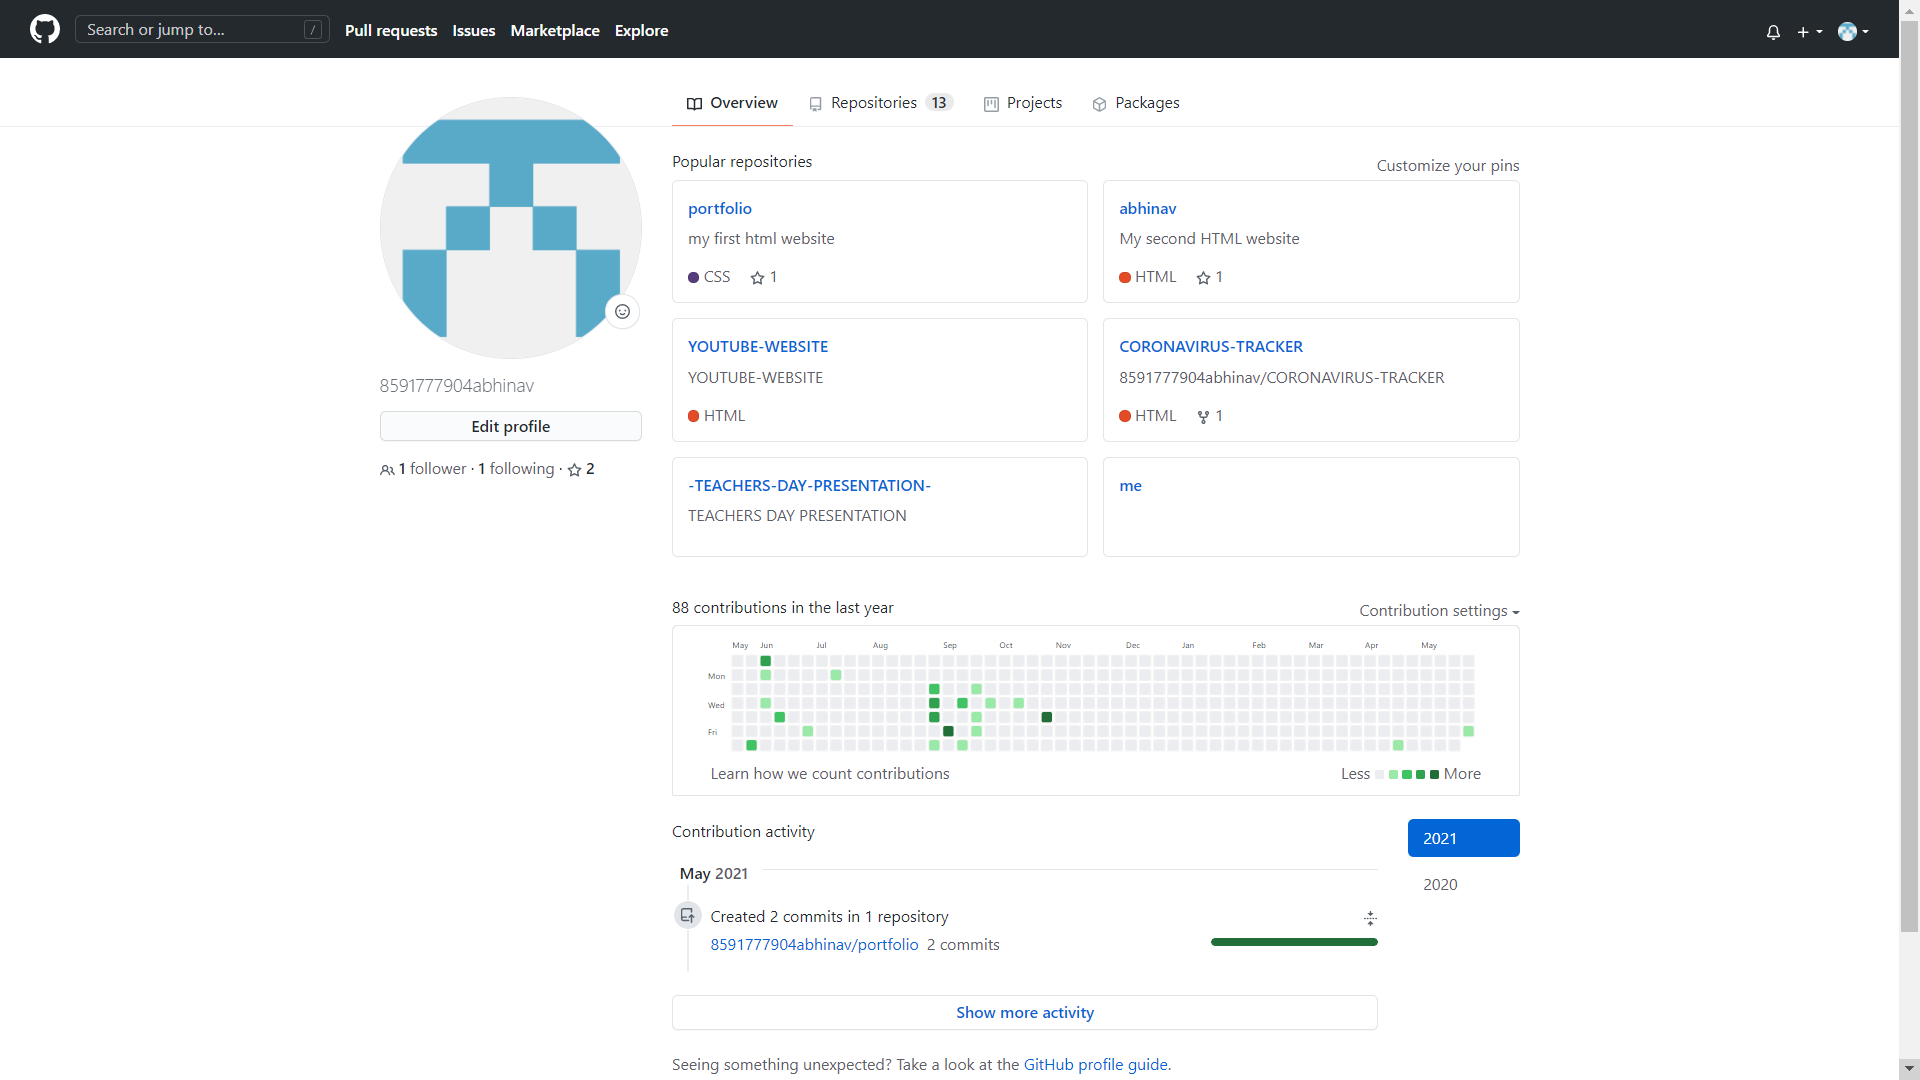 Search or jump to... /
Pull requests Issues Marketplace Explore
Overview Repositories 13 Projects Packages
8591777904abhinav
Edit profile
1 follower · 1 following · 2
Popular repositories
Customize your pins
portfolio
my first html website
CSS 1
abhinav
My second HTML website
HTML 1
YOUTUBE-WEBSITE
YOUTUBE-WEBSITE
HTML
CORONAVIRUS-TRACKER
8591777904abhinav/CORONAVIRUS-TRACKER
HTML 1
-TEACHERS-DAY-PRESENTATION-
TEACHERS DAY PRESENTATION
me
88 contributions in the last year
Contribution settings
May Jun Jul Aug Sep Oct Nov Dec Jan Feb Mar Apr May
Mon
Wed
Fri
Learn how we count contributions
Less More
Contribution activity
2021
2020
May 2021
Created 2 commits in 1 repository
8591777904abhinav/portfolio 2 commits
Show more activity
Seeing something unexpected? Take a look at the GitHub profile guide.